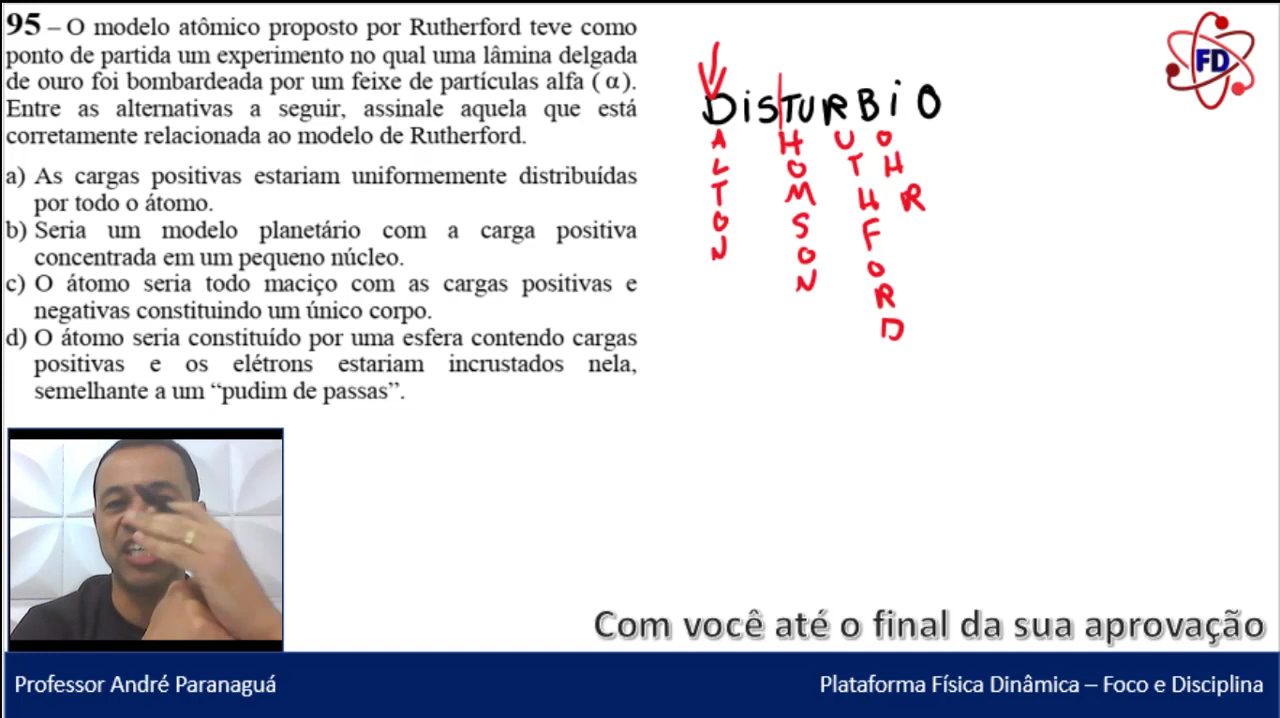 95 – O modelo atômico proposto por Rutherford teve como
ponto de partida um experimento no qual uma lâmina delgada
de ouro foi bombardeada por um feixe de partículas alfa (α).
Entre as alternativas a seguir, assinale aquela que está
corretamente relacionada ao modelo de Rutherford.
a) As cargas positivas estariam uniformemente distribuídas
por todo o átomo.
b) Seria um modelo planetário com a carga positiva
concentrada em um pequeno núcleo.
c) O átomo seria todo maciço com as cargas positivas e
negativas constituindo um único corpo.
d) O átomo seria constituído por uma esfera contendo cargas
positivas e os elétrons estariam incrustados nela,
semelhante a um “pudim de passas”.
DiSTURBiO
ALTON
HOMSON
UTHFORD
OHR
FD
Com você até o final da sua aprovação
Professor André Paranaguá
Plataforma Física Dinâmica – Foco e Disciplina